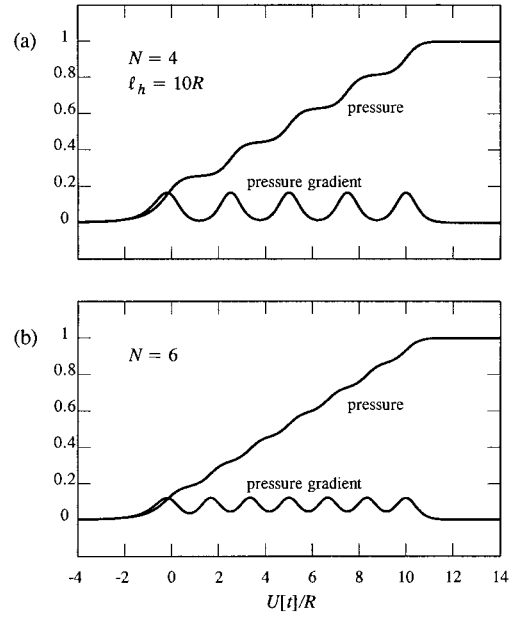 (a)
N = 4
ℓh = 10R
pressure
pressure gradient
1
0.8
0.6
0.4
0.2
0
(b)
N = 6
pressure
pressure gradient
1
0.8
0.6
0.4
0.2
0
-4 -2 0 2 4 6 8 10 12 14
U[t]/R